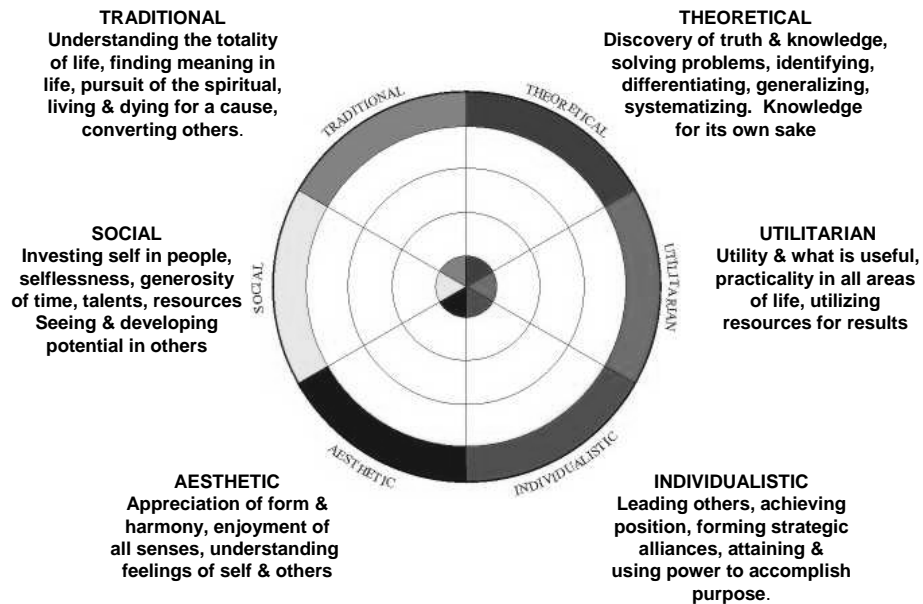 TRADITIONAL
Understanding the totality
of life, finding meaning in
life, pursuit of the spiritual,
living & dying for a cause,
converting others.
THEORETICAL
Discovery of truth & knowledge,
solving problems, identifying,
differentiating, generalizing,
systematizing.  Knowledge
for its own sake
TRADITIONAL
THEORETICAL
SOCIAL
Investing self in people,
selflessness, generosity
of time, talents, resources
Seeing & developing
potential in others
SOCIAL
UTILITARIAN
UTILITARIAN
Utility & what is useful,
practicality in all areas
of life, utilizing
resources for results
AESTHETIC
INDIVIDUALISTIC
AESTHETIC
Appreciation of form &
harmony, enjoyment of
all senses, understanding
feelings of self & others
INDIVIDUALISTIC
Leading others, achieving
position, forming strategic
alliances, attaining &
using power to accomplish
purpose.